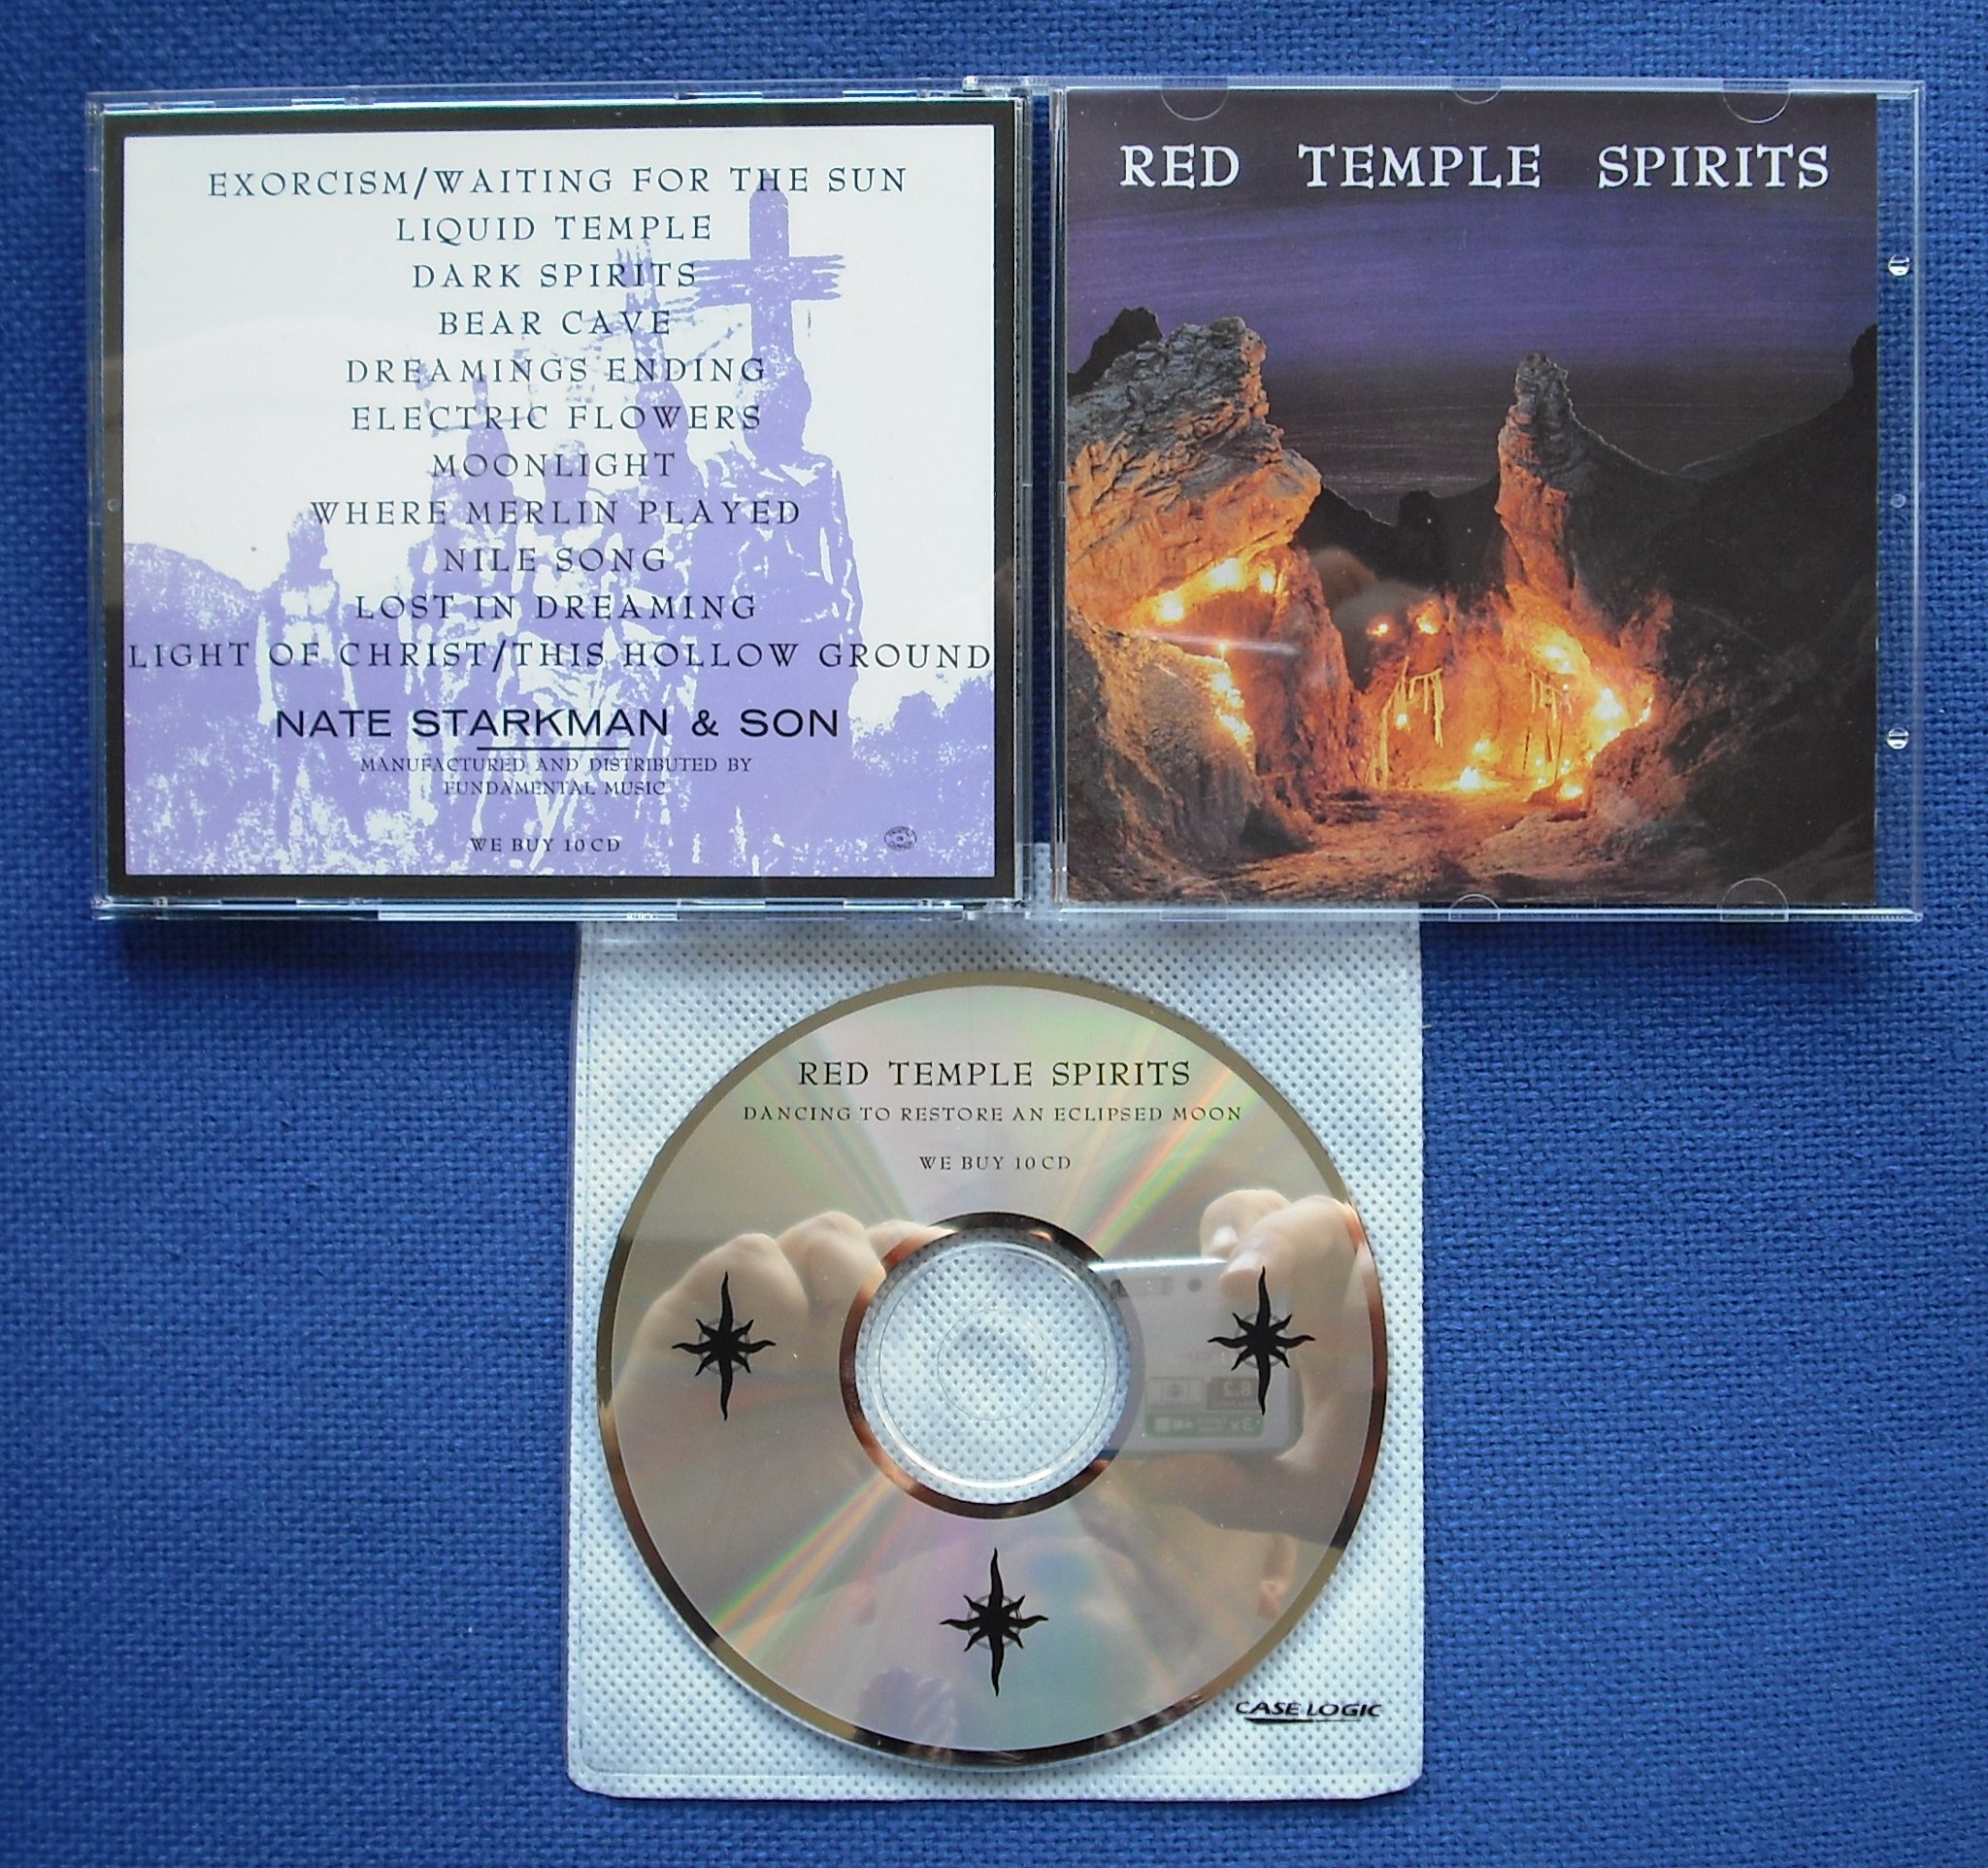 EXORCISM/WAITING FOR THE SUN
LIQUID TEMPLE
DARK SPIRITS
BEAR CAVE
DREAMINGS ENDING
ELECTRIC FLOWERS
MOONLIGHT
WHERE MERLIN PLAYED
NILE SONG
LOST IN DREAMING
LIGHT OF CHRIST/THIS HOLLOW GROUND
NATE STARKMAN & SON
MANUFACTURED AND DISTRIBUTED BY
FUNDAMENTAL MUSIC
WE BUY 10 CD
RED TEMPLE SPIRITS
RED TEMPLE SPIRITS
DANCING TO RESTORE AN ECLIPSED MOON
WE BUY 10 CD
8.2
3x
CASE LOGIC